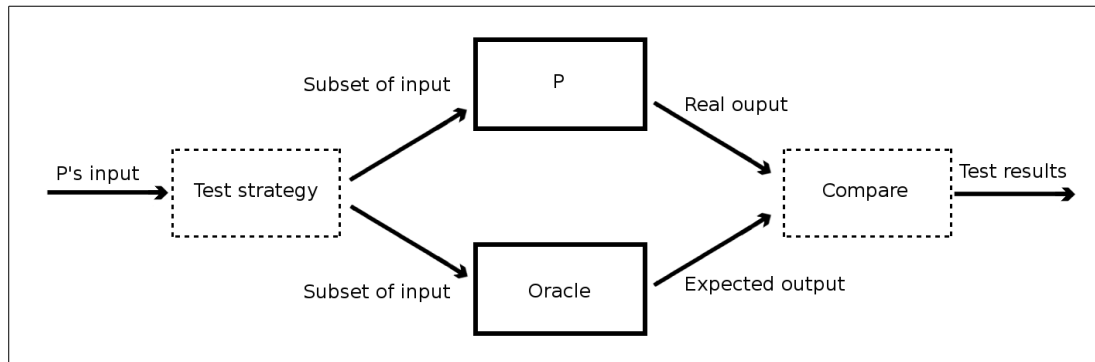 P's input
Test strategy
Subset of input
Subset of input
P
Oracle
Real ouput
Expected output
Compare
Test results